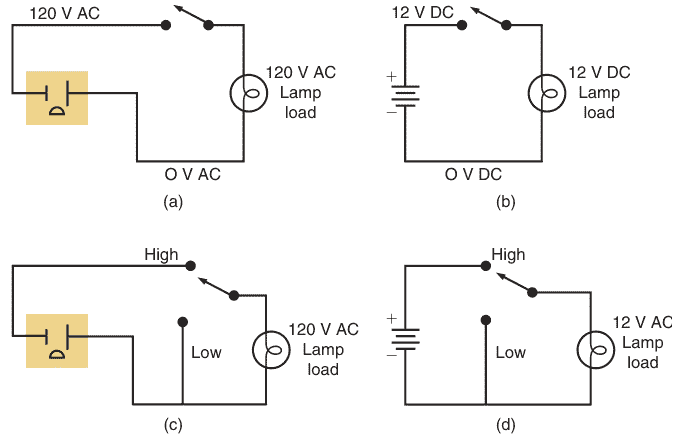 120 V AC
120 V AC
Lamp
load
O V AC
(a)
12 V DC
+
−
12 V DC
Lamp
load
O V DC
(b)
High
Low
120 V AC
Lamp
load
(c)
High
+
−
Low
12 V AC
Lamp
load
(d)